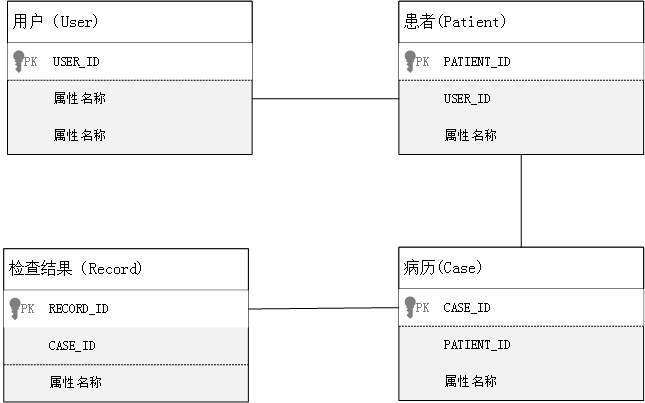 用户（User）
PK USER_ID
属性名称
属性名称
患者(Patient）
PK PATIENT_ID
USER_ID
属性名称
检查结果（Record）
PK RECORD_ID
CASE_ID
属性名称
病历(Case)
PK CASE_ID
PATIENT_ID
属性名称